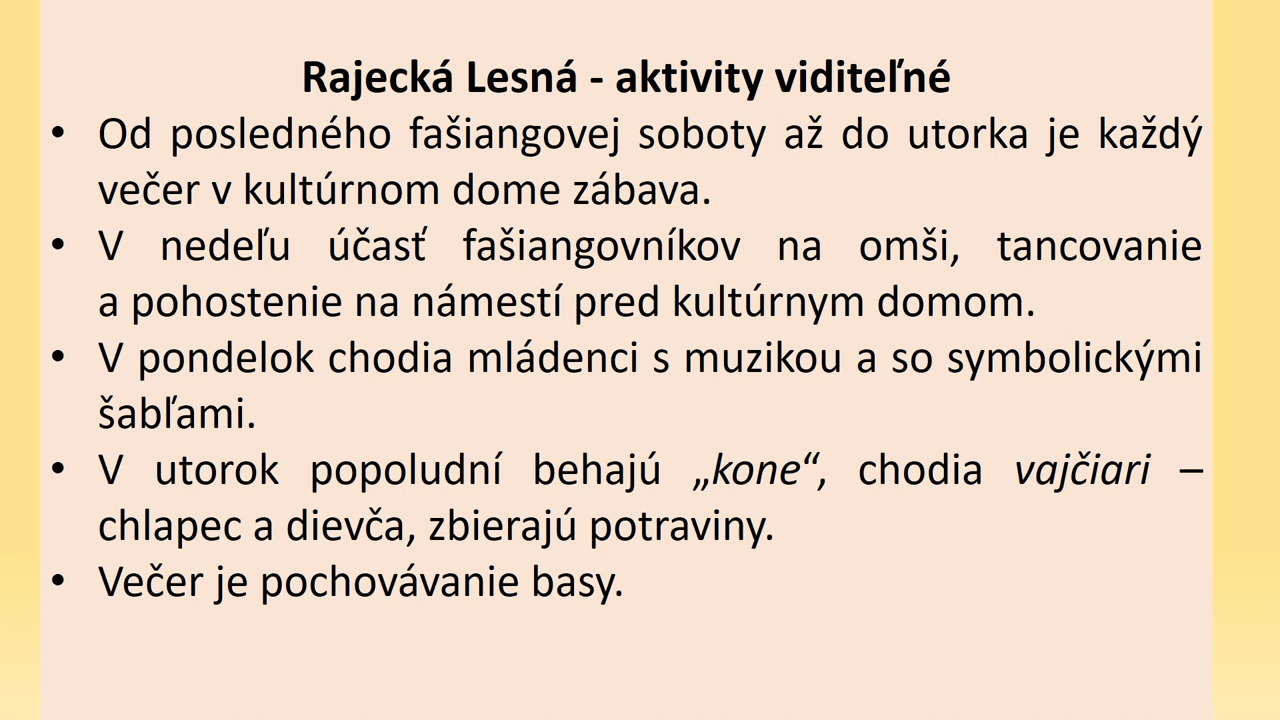 Rajecká Lesná - aktivity viditeľné
• Od posledného fašiangovej soboty až do utorka je každý
večer v kultúrnom dome zábava.
• V nedeľu účasť fašiangovníkov na omši, tancovanie
a pohostenie na námestí pred kultúrnym domom.
• V pondelok chodia mládenci s muzikou a so symbolickými
šabľami.
• V utorok popoludní behajú „kone“, chodia vajčiari –
chlapec a dievča, zbierajú potraviny.
• Večer je pochovávanie basy.